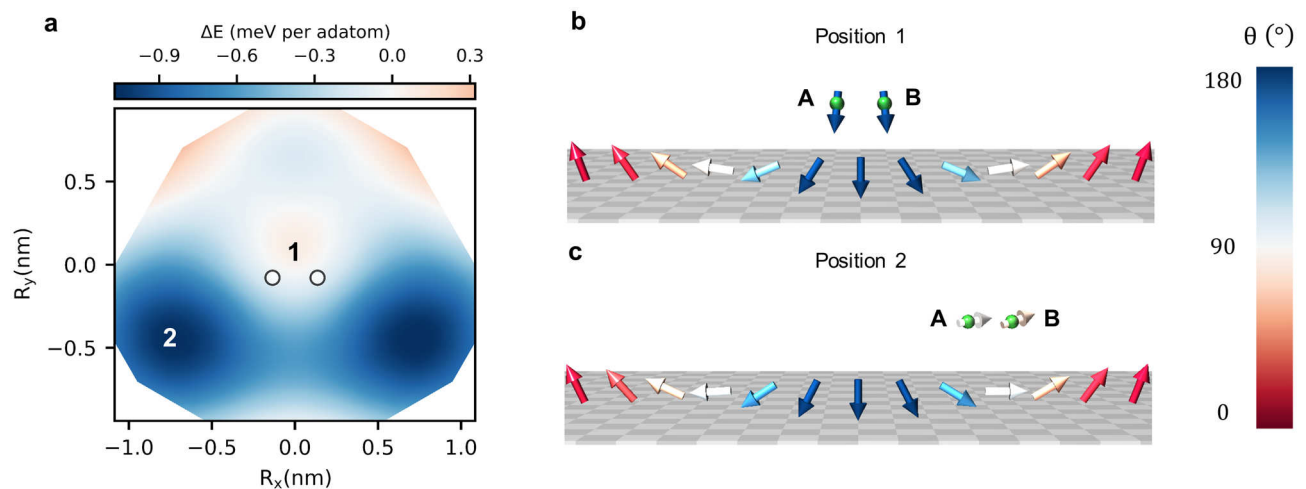 a
ΔE (meV per adatom)
−0.9 −0.6 −0.3 0.0 0.3
0.5
0.0
−0.5
R_y(nm)
1
2
−1.0 −0.5 0.0 0.5 1.0
R_x(nm)
b
Position 1
A B
c
Position 2
A B
θ (°)
180
90
0